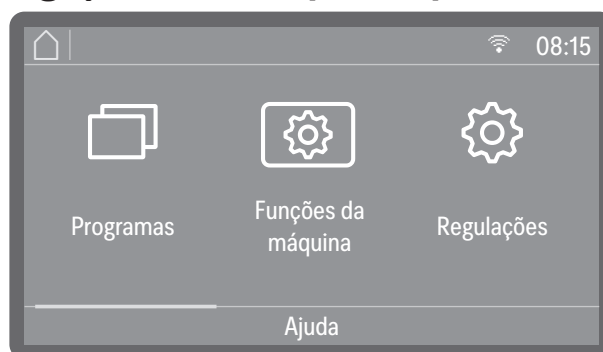 08:15
Programas
Funções da
máquina
Regulações
Ajuda